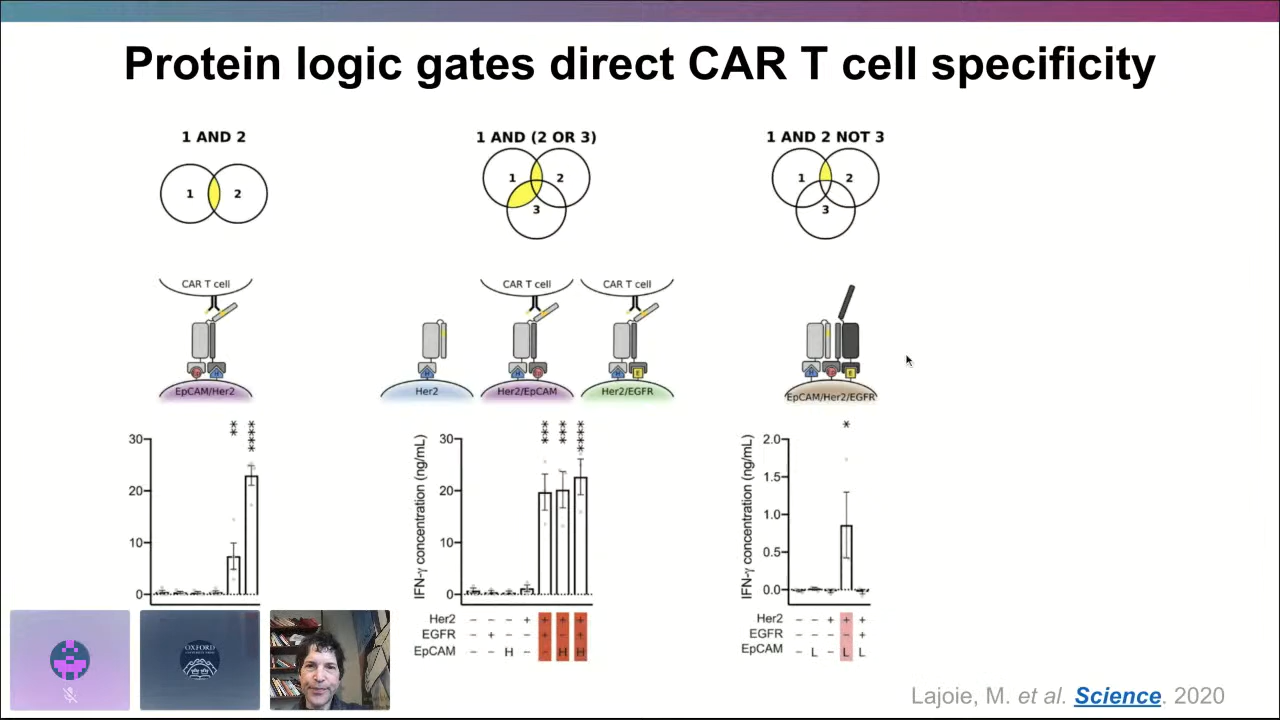 Protein logic gates direct CAR T cell specificity
1 AND 2
1 2
1 AND (2 OR 3)
1 2
3
1 AND 2 NOT 3
1 2
3
CAR T cell
EpCAM/Her2
CAR T cell CAR T cell
Her2 Her2/EpCAM Her2/EGFR
EpCAM/Her2/EGFR
30
20
10
0
** ****
IFN-γ concentration (ng/mL)
30
20
10
0
*** *** ****
Her2 - - - + + + +
EGFR - + - - + - +
EpCAM - - H - - H H
IFN-γ concentration (ng/mL)
2.0
1.5
1.0
0.5
0.0
*
Her2 - - + + +
EGFR - - - - +
EpCAM - L - L L
OXFORD
Lajoie, M. et al. Science. 2020